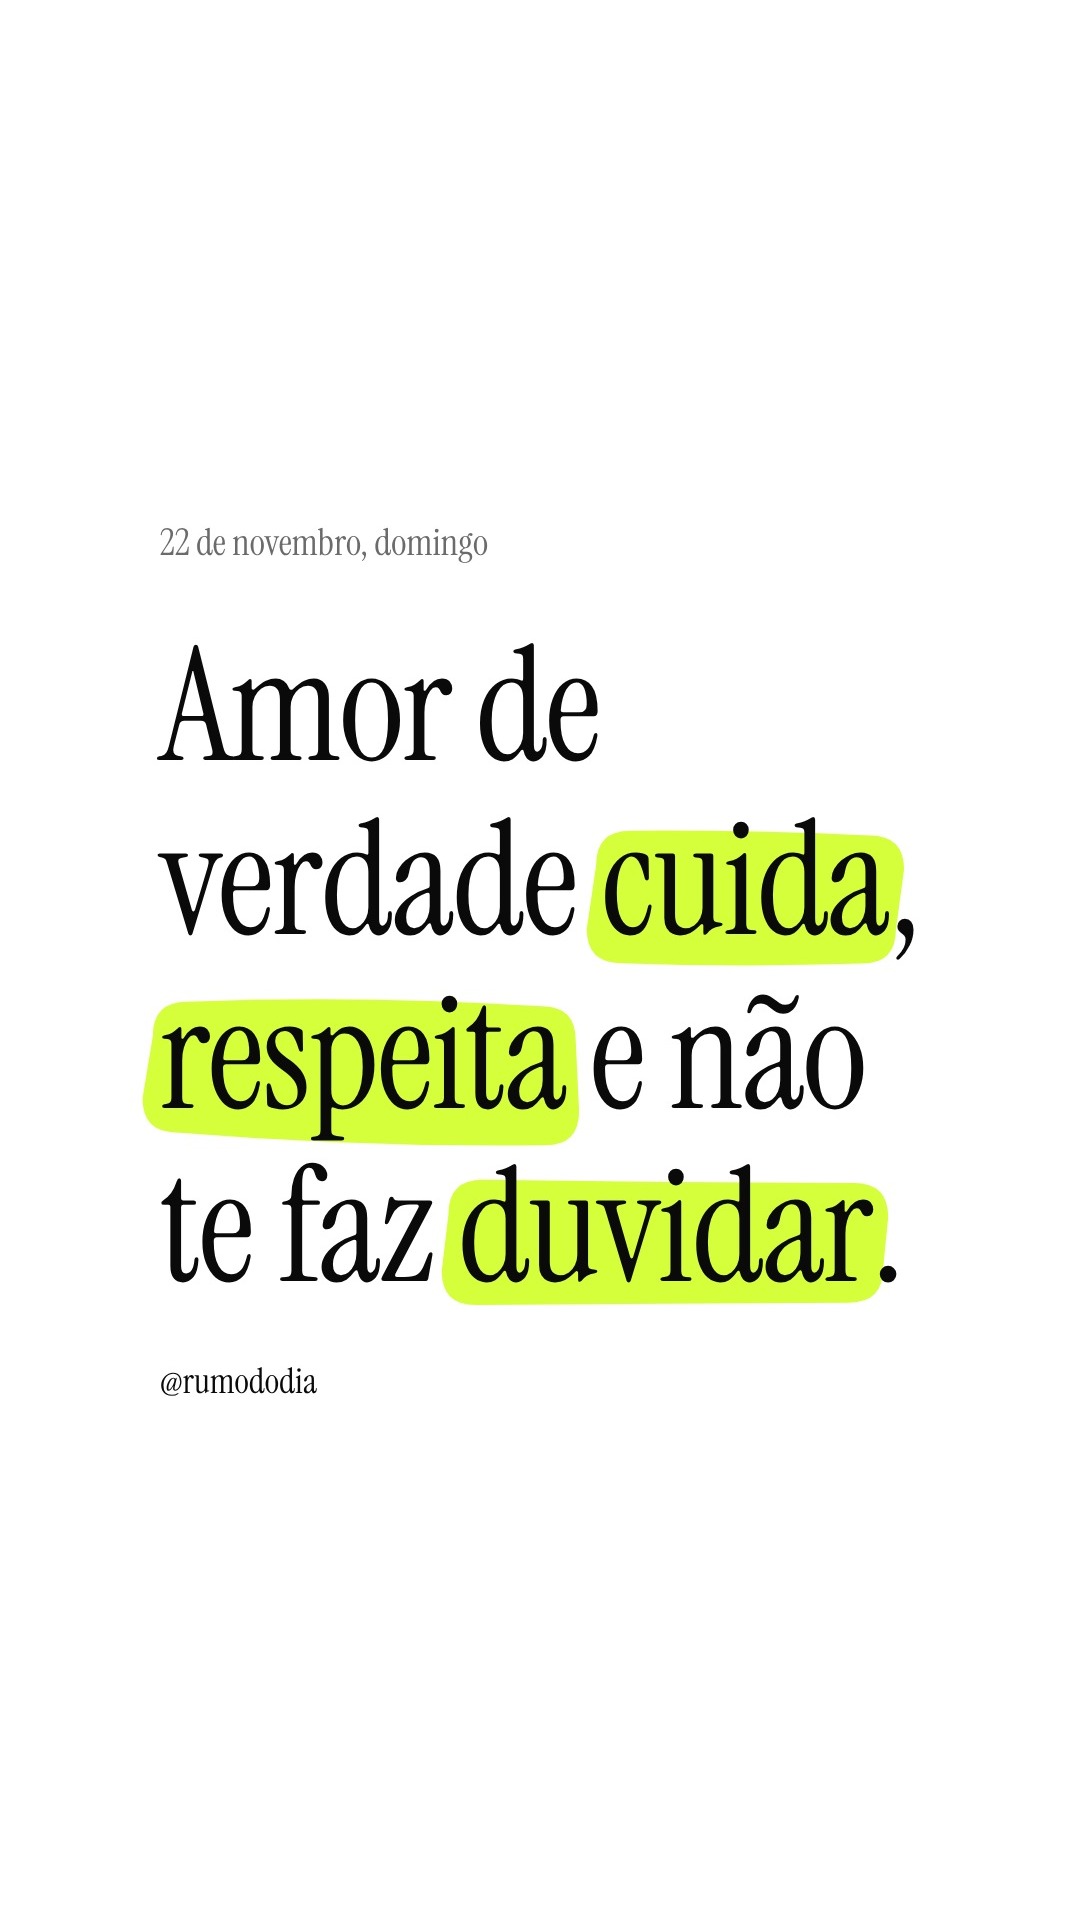 22 de novembro, domingo
Amor de
verdade cuida,
respeita e não
te faz duvidar.
@rumododia